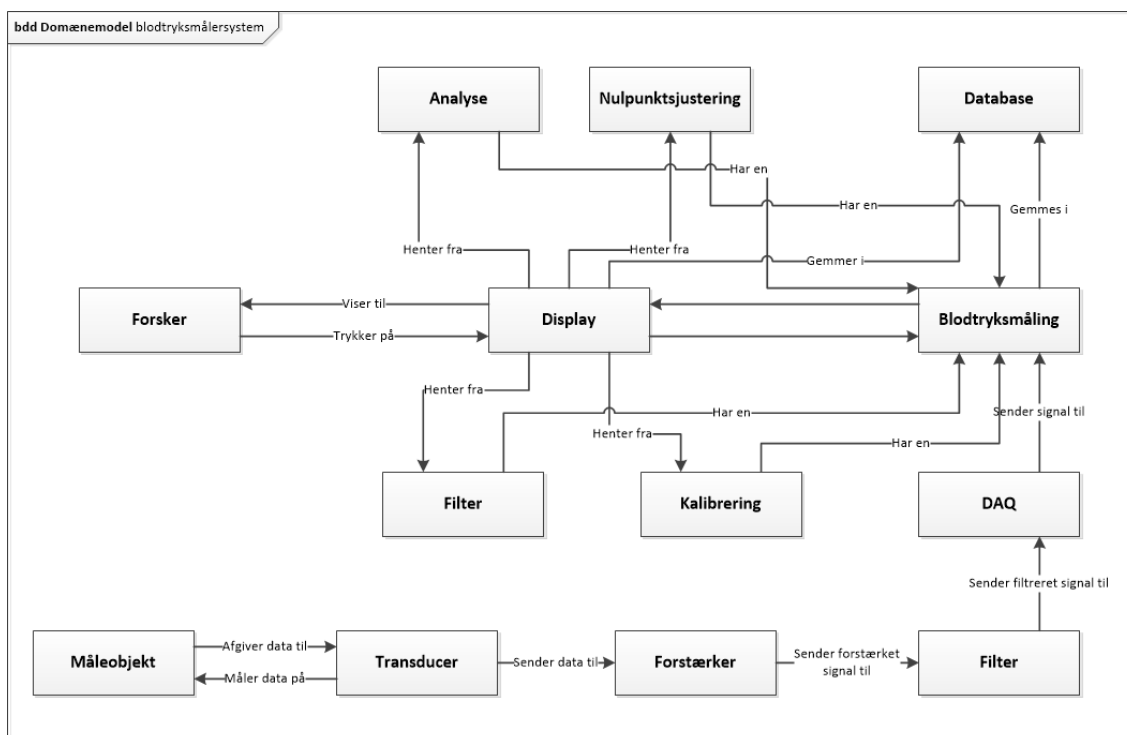 bdd Domænemodel blodtryksmålersystem
Analyse
Nulpunktsjustering
Database
Har en
Har en
Gemmes i
Henter fra
Henter fra
Gemmer i
Forsker
Viser til
Trykker på
Display
Blodtryksmåling
Henter fra
Har en
Sender signal til
Henter fra
Har en
Filter
Kalibrering
DAQ
Sender filtreret signal til
Måleobjekt
Afgiver data til
Måler data på
Transducer
Sender data til
Forstærker
Sender forstærket
signal til
Filter